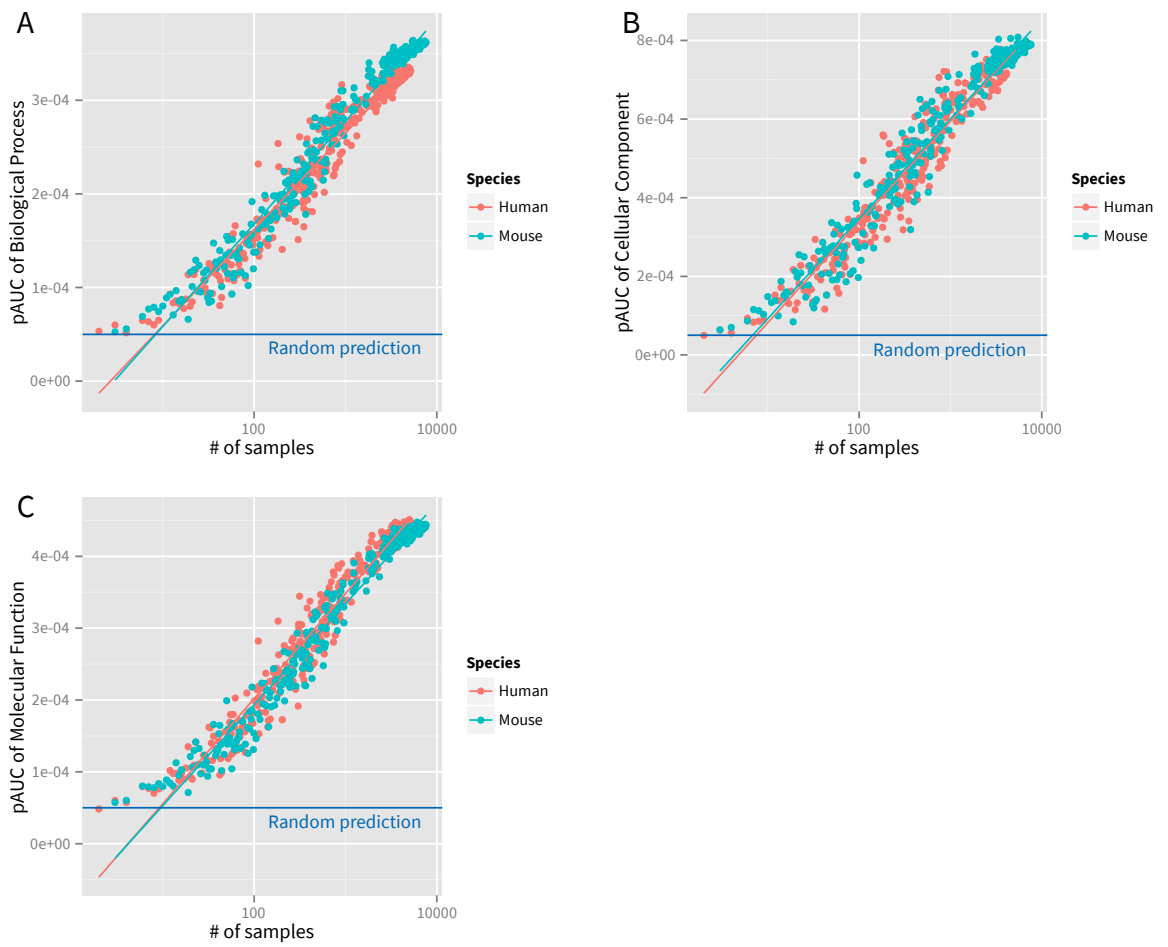 A
pAUC of Biological Process
3e-04
2e-04
1e-04
0e+00
Random prediction
100
10000
# of samples
Species
Human
Mouse
B
pAUC of Cellular Component
8e-04
6e-04
4e-04
2e-04
0e+00
Random prediction
100
10000
# of samples
Species
Human
Mouse
C
pAUC of Molecular Function
4e-04
3e-04
2e-04
1e-04
0e+00
Random prediction
100
10000
# of samples
Species
Human
Mouse